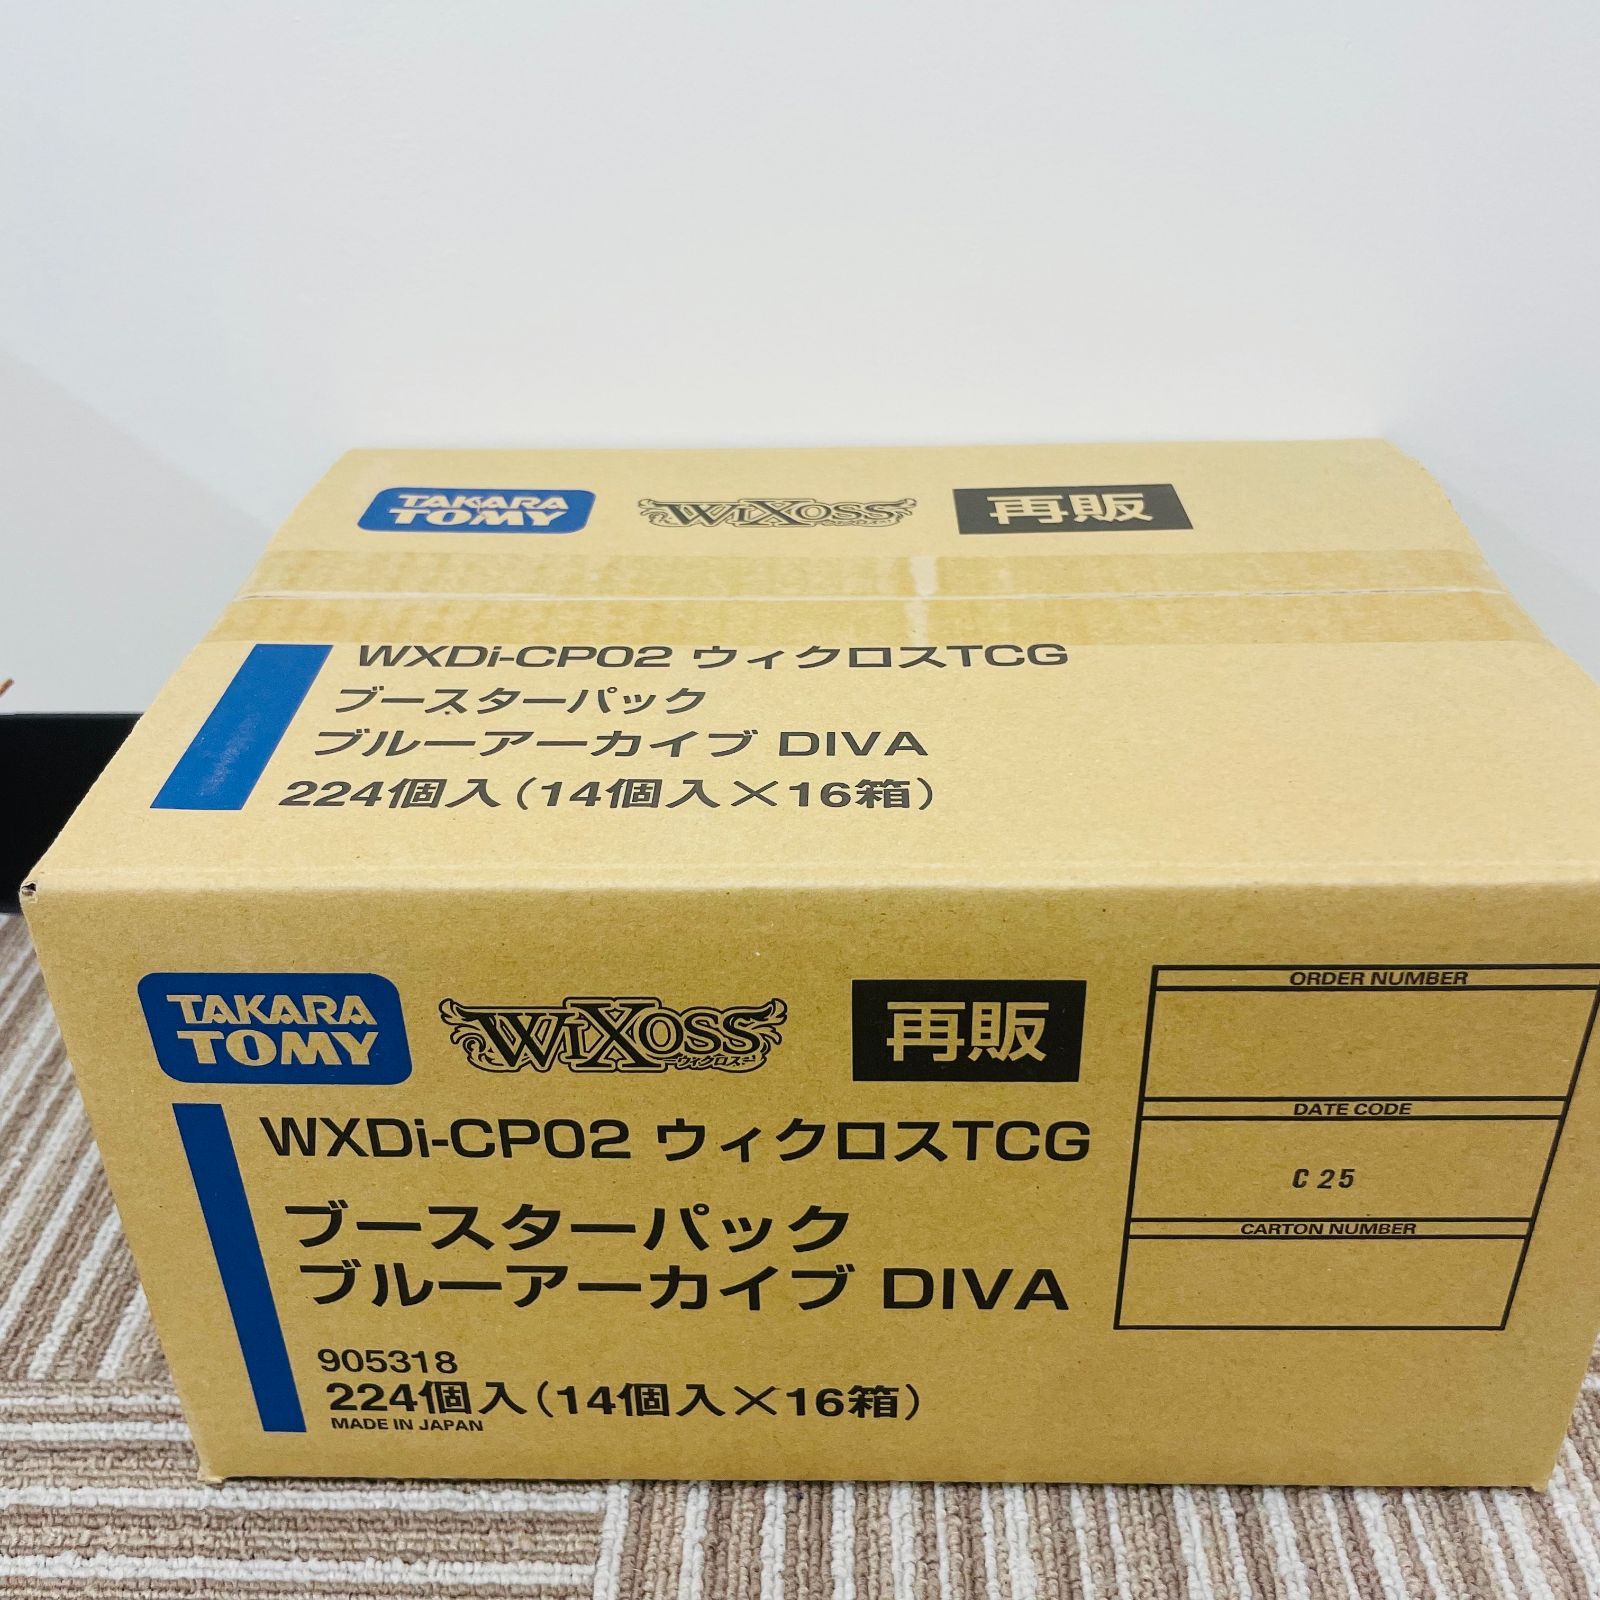 TAKARA TOMY
WIXOSS
ウィクロス
再販
WXDi-CP02 ウィクロスTCG
ブースターパック
ブルーアーカイブ DIVA
224個入(14個入×16箱)
TAKARA TOMY
WIXOSS
ウィクロス
再販
ORDER NUMBER
DATE CODE
C 25
CARTON NUMBER
WXDi-CP02 ウィクロスTCG
ブースターパック
ブルーアーカイブ DIVA
905318
224個入(14個入×16箱)
MADE IN JAPAN